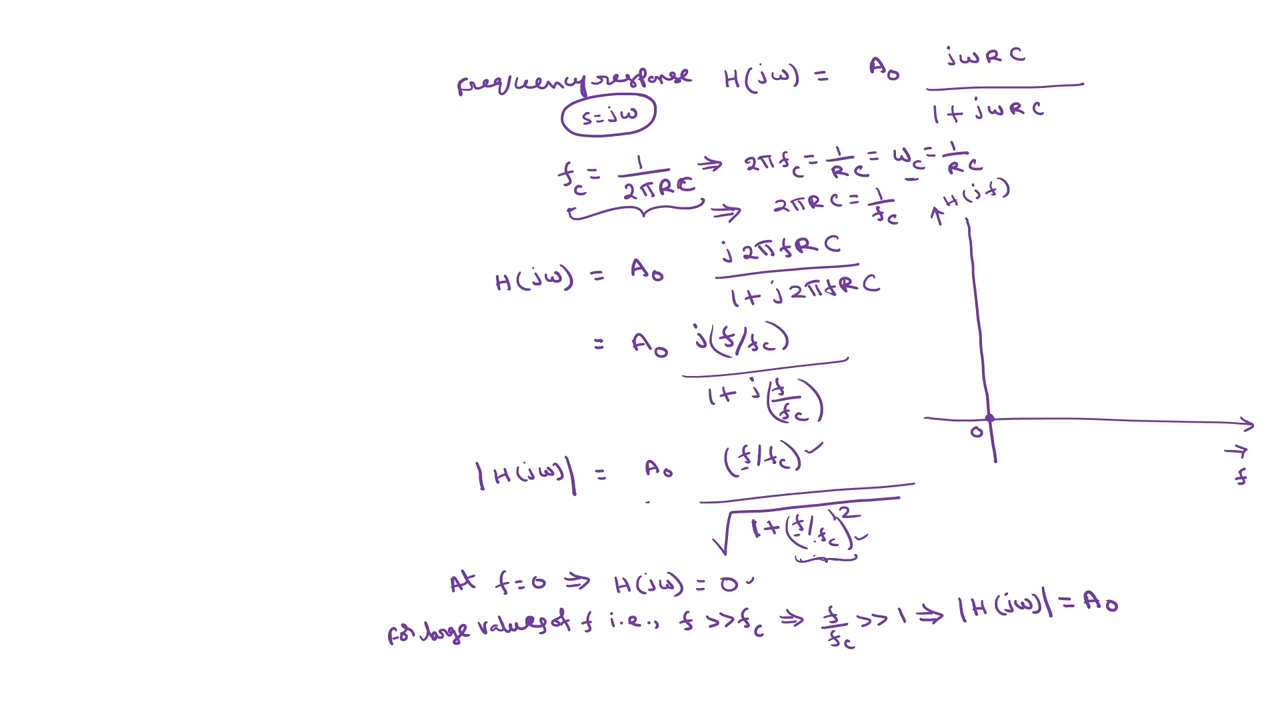 frequency response H(jω) = A₀ jωRC / 1 + jωRC
s=jω
f_c = 1/2πRC ⇒ 2πf_c = 1/RC = ω_c = 1/RC
⇒ 2πRC = 1/f_c
↑ H(jf)
H(jω) = A₀ j2πfRC / 1 + j2πfRC
= A₀ j(f/f_c) / 1 + j(f/f_c)
0
→ f
|H(jω)| = A₀ (f/f_c) / √1+(f/f_c)²
At f=0 ⇒ H(jω) = 0
For large values of f i.e., f >> f_c ⇒ f/f_c >> 1 ⇒ |H(jω)| = A₀